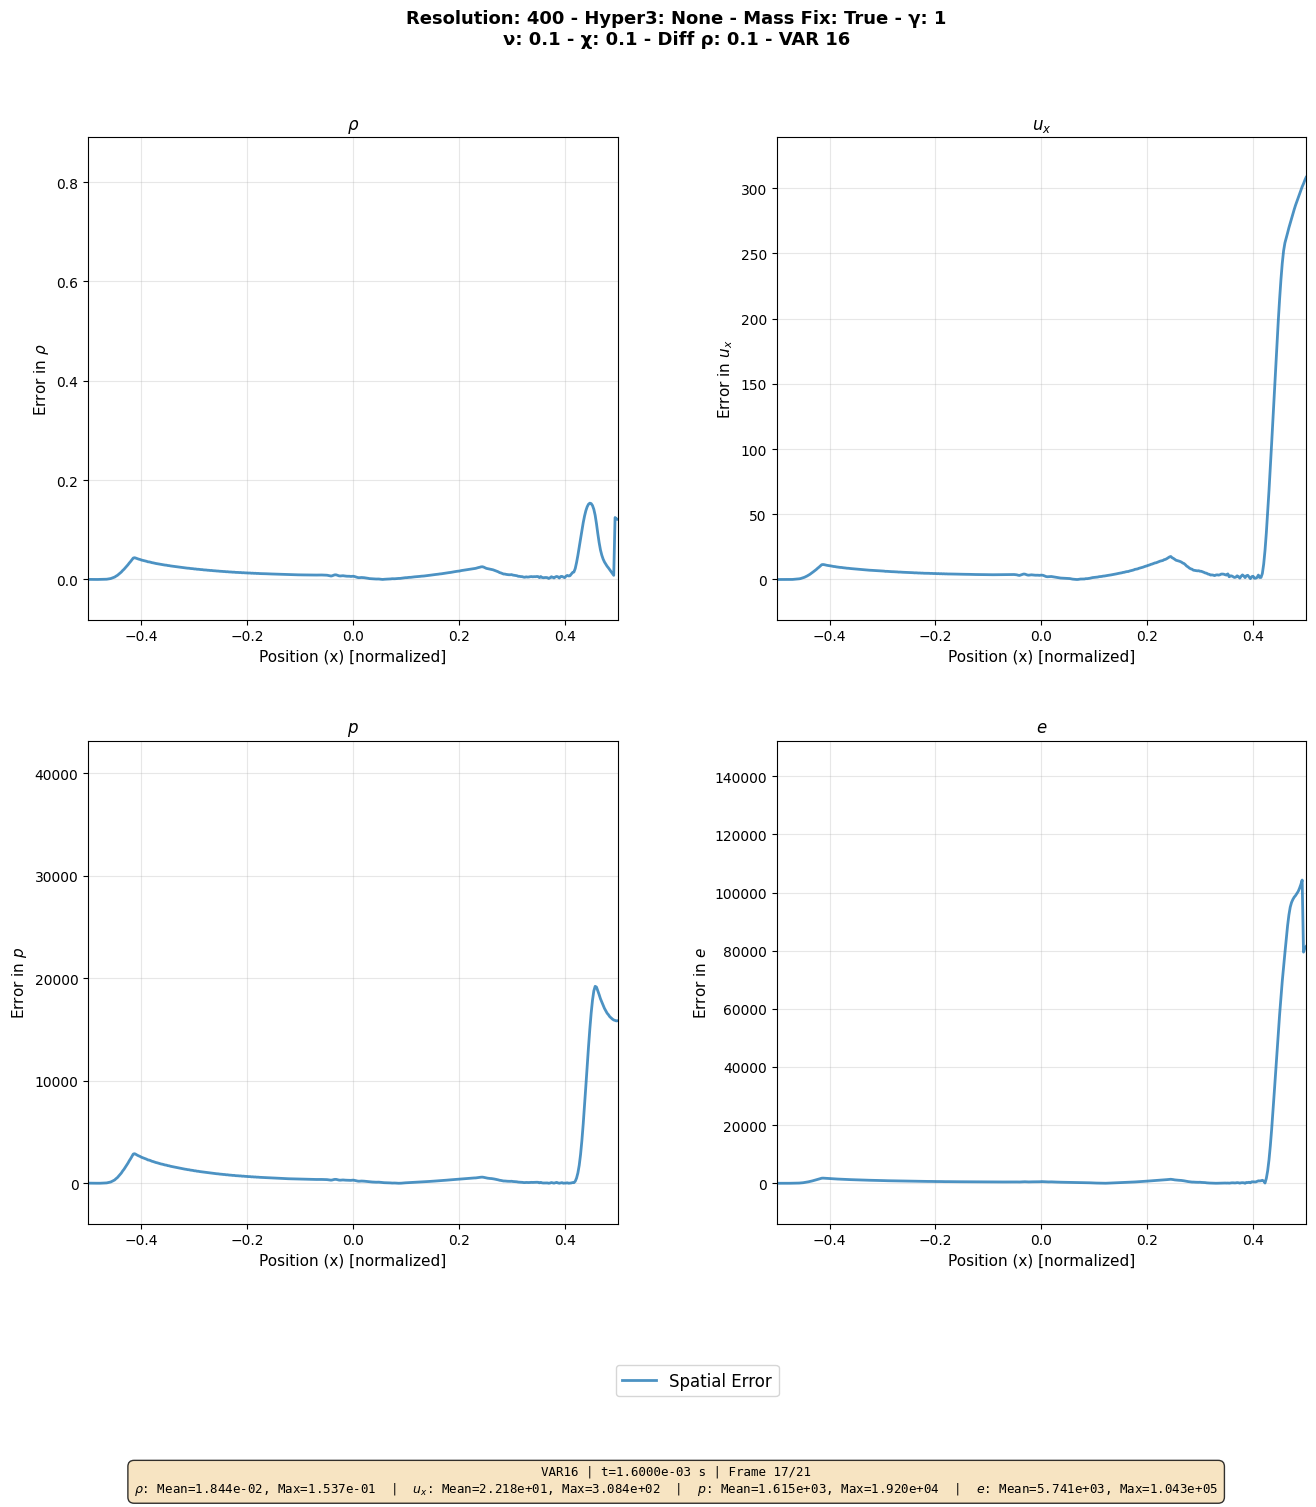 Resolution: 400 - Hyper3: None - Mass Fix: True - γ: 1
ν: 0.1 - χ: 0.1 - Diff ρ: 0.1 - VAR 16
ρ
0.8
0.6
0.4
0.2
0.0
Error in ρ
−0.4 −0.2 0.0 0.2 0.4
Position (x) [normalized]
uₓ
300
250
200
150
100
50
0
Error in uₓ
−0.4 −0.2 0.0 0.2 0.4
Position (x) [normalized]
p
40000
30000
20000
10000
0
Error in p
−0.4 −0.2 0.0 0.2 0.4
Position (x) [normalized]
e
140000
120000
100000
80000
60000
40000
20000
0
Error in e
−0.4 −0.2 0.0 0.2 0.4
Position (x) [normalized]
Spatial Error
VAR16 | t=1.6000e-03 s | Frame 17/21
ρ: Mean=1.844e-02, Max=1.537e-01 | uₓ: Mean=2.218e+01, Max=3.084e+02 | p: Mean=1.615e+03, Max=1.920e+04 | e: Mean=5.741e+03, Max=1.043e+05